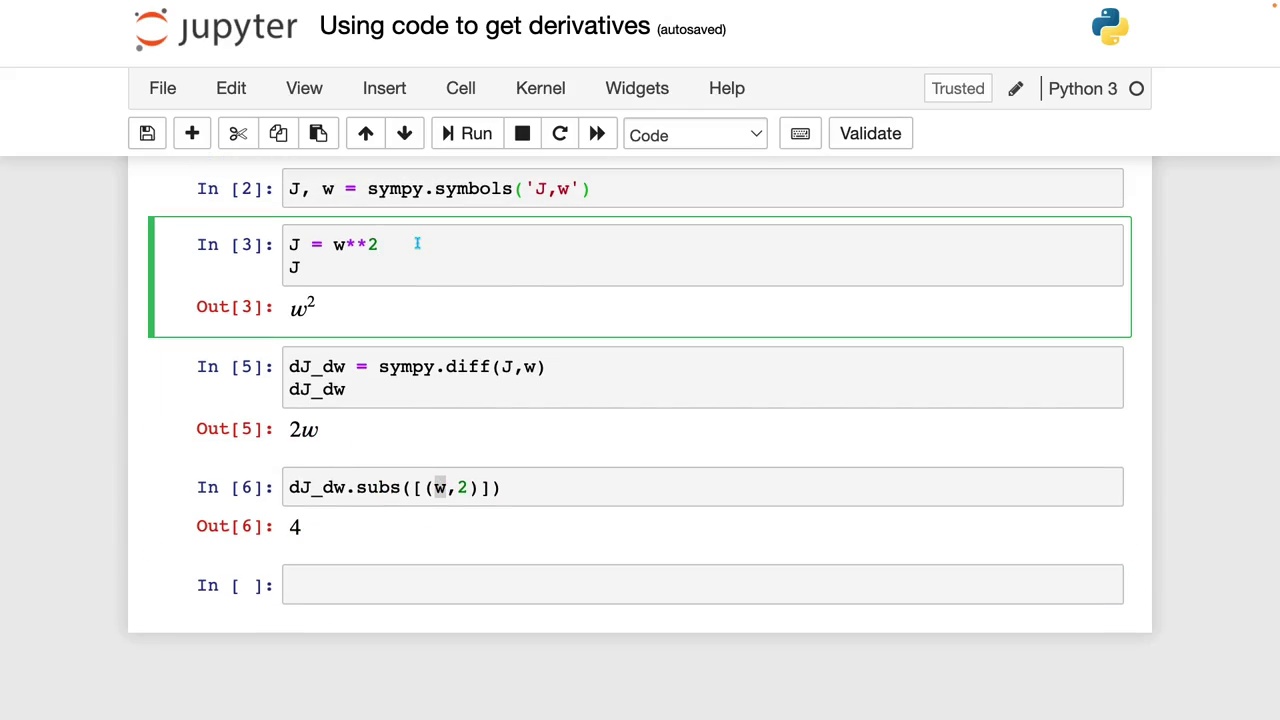 jupyter Using code to get derivatives (autosaved)
File Edit View Insert Cell Kernel Widgets Help Trusted Python 3
Run Code Validate
In [2]: J, w = sympy.symbols('J,w')
In [3]: J = w**2
J
Out[3]: w²
In [5]: dJ_dw = sympy.diff(J,w)
dJ_dw
Out[5]: 2w
In [6]: dJ_dw.subs([(w,2)])
Out[6]: 4
In [ ]: